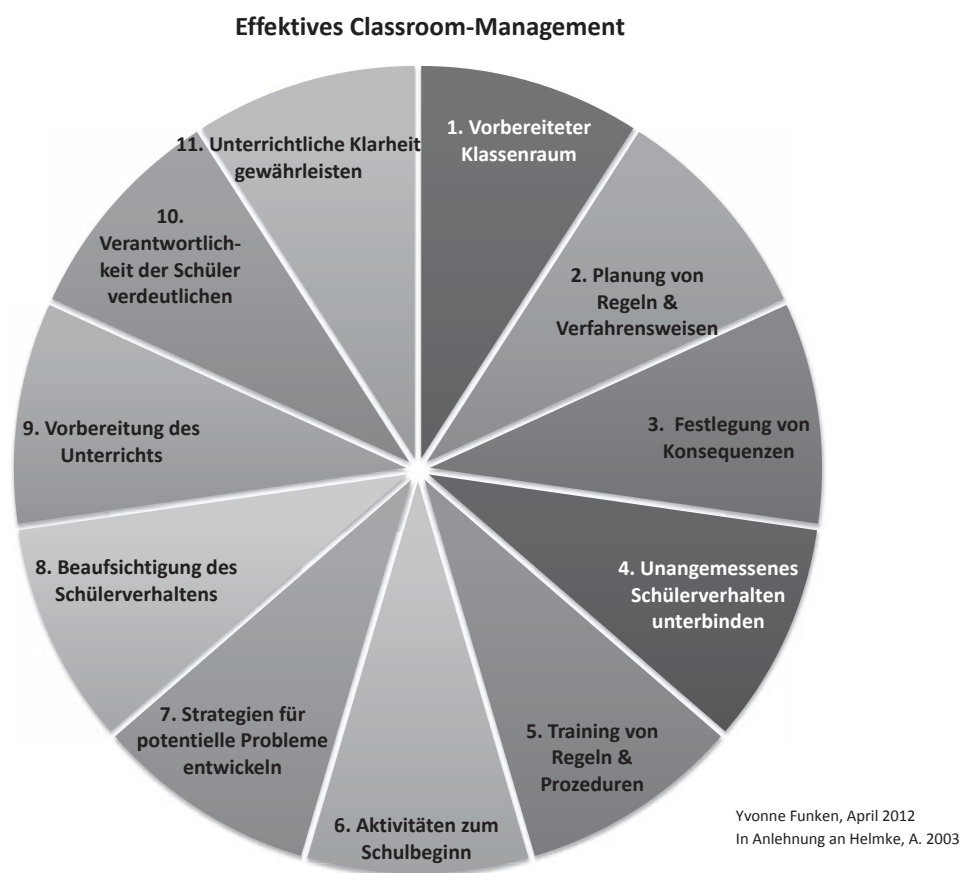 Effektives Classroom-Management
1. Vorbereiteter
Klassenraum
2. Planung von
Regeln &
Verfahrensweisen
3.  Festlegung von
Konsequenzen
4. Unangemessenes
Schülerverhalten
unterbinden
5. Training von
Regeln &
Prozeduren
6. Aktivitäten zum
Schulbeginn
7. Strategien für
potentielle Probleme
entwickeln
8. Beaufsichtigung des
Schülerverhaltens
9. Vorbereitung des
Unterrichts
10.
Verantwortlich-
keit der Schüler
verdeutlichen
11. Unterrichtliche Klarheit
gewährleisten
Yvonne Funken, April 2012
In Anlehnung an Helmke, A. 2003